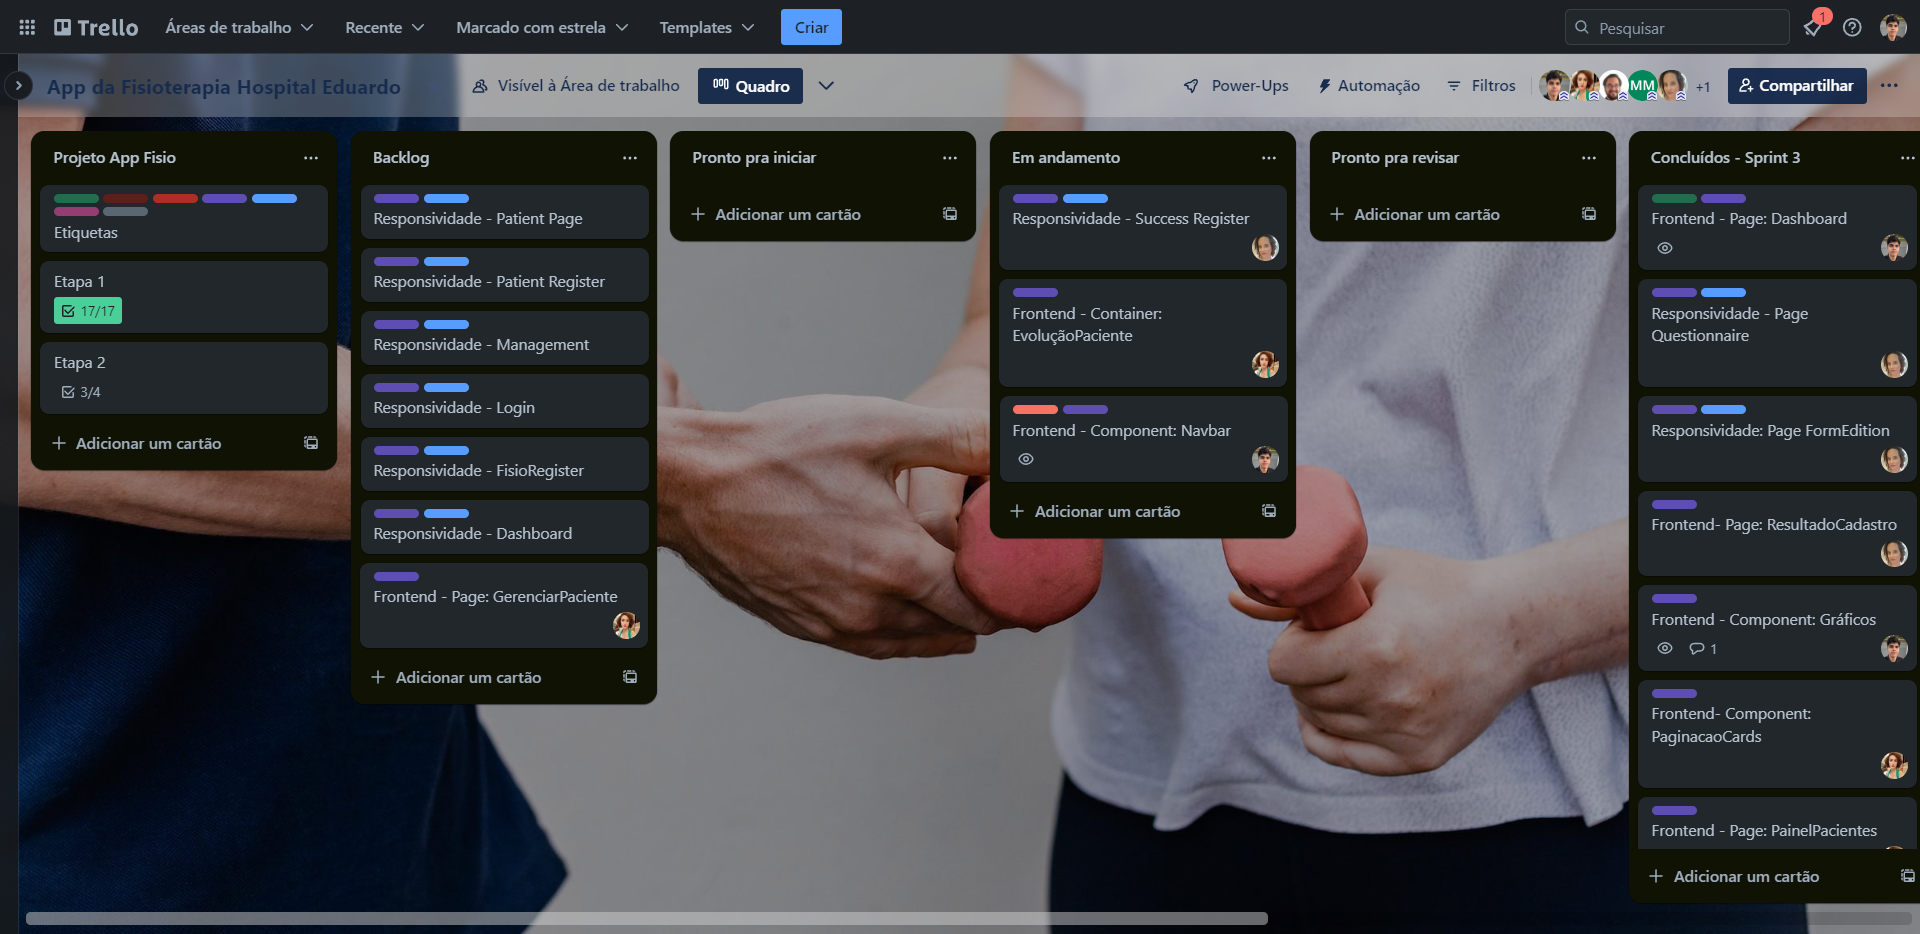 Trello
Áreas de trabalho
Recente
Marcado com estrela
Templates
Criar
Pesquisar
1
App da Fisioterapia Hospital Eduardo
Visível à Área de trabalho
Quadro
Power-Ups
Automação
Filtros
MM
+1
Compartilhar
Projeto App Fisio
Etiquetas
Etapa 1
17/17
Etapa 2
3/4
Adicionar um cartão
Backlog
Responsividade - Patient Page
Responsividade - Patient Register
Responsividade - Management
Responsividade - Login
Responsividade - FisioRegister
Responsividade - Dashboard
Frontend - Page: GerenciarPaciente
Adicionar um cartão
Pronto pra iniciar
Adicionar um cartão
Em andamento
Responsividade - Success Register
Frontend - Container:
EvoluçãoPaciente
Frontend - Component: Navbar
Adicionar um cartão
Pronto pra revisar
Adicionar um cartão
Concluídos - Sprint 3
Frontend - Page: Dashboard
Responsividade - Page
Questionnaire
Responsividade: Page FormEdition
Frontend- Page: ResultadoCadastro
Frontend - Component: Gráficos
1
Frontend- Component:
PaginacaoCards
Frontend - Page: PainelPacientes
Adicionar um cartão